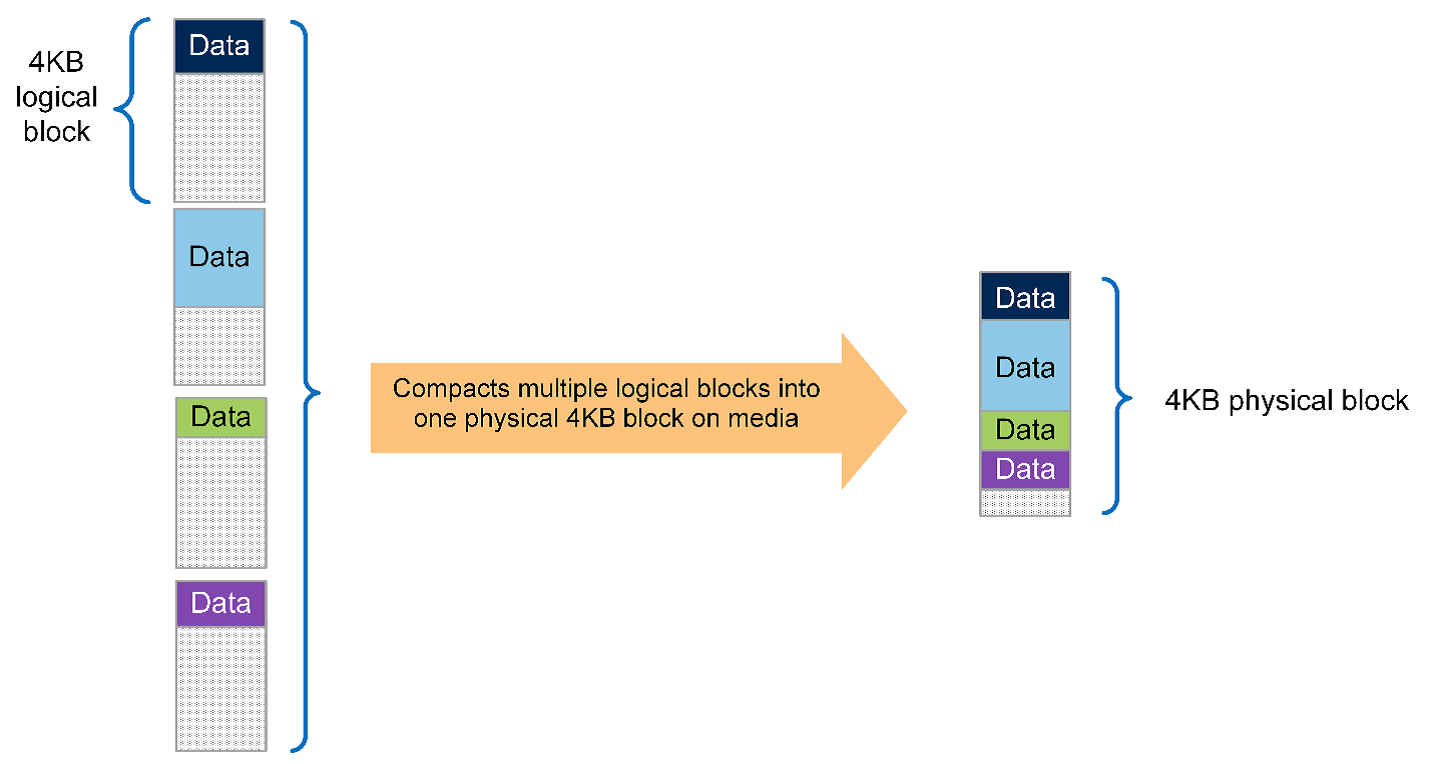 4KB
logical
block
Data
Data
Data
Data
Compacts multiple logical blocks into
one physical 4KB block on media
Data
Data
Data
Data
4KB physical block